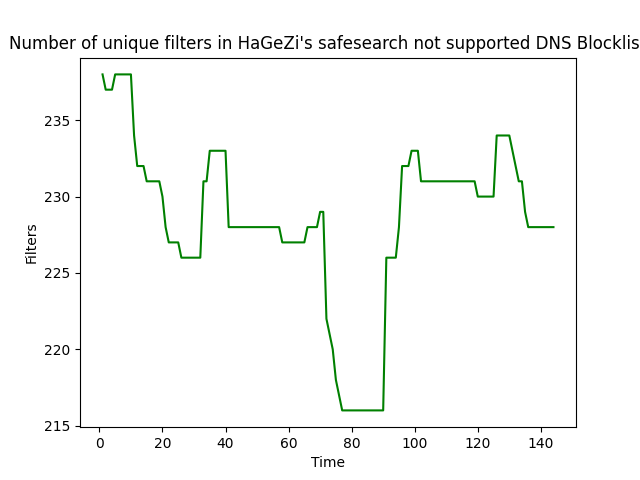 Number of unique filters in HaGeZi's safesearch not supported DNS Blocklis
235
230
225
220
215
Filters
0 20 40 60 80 100 120 140
Time